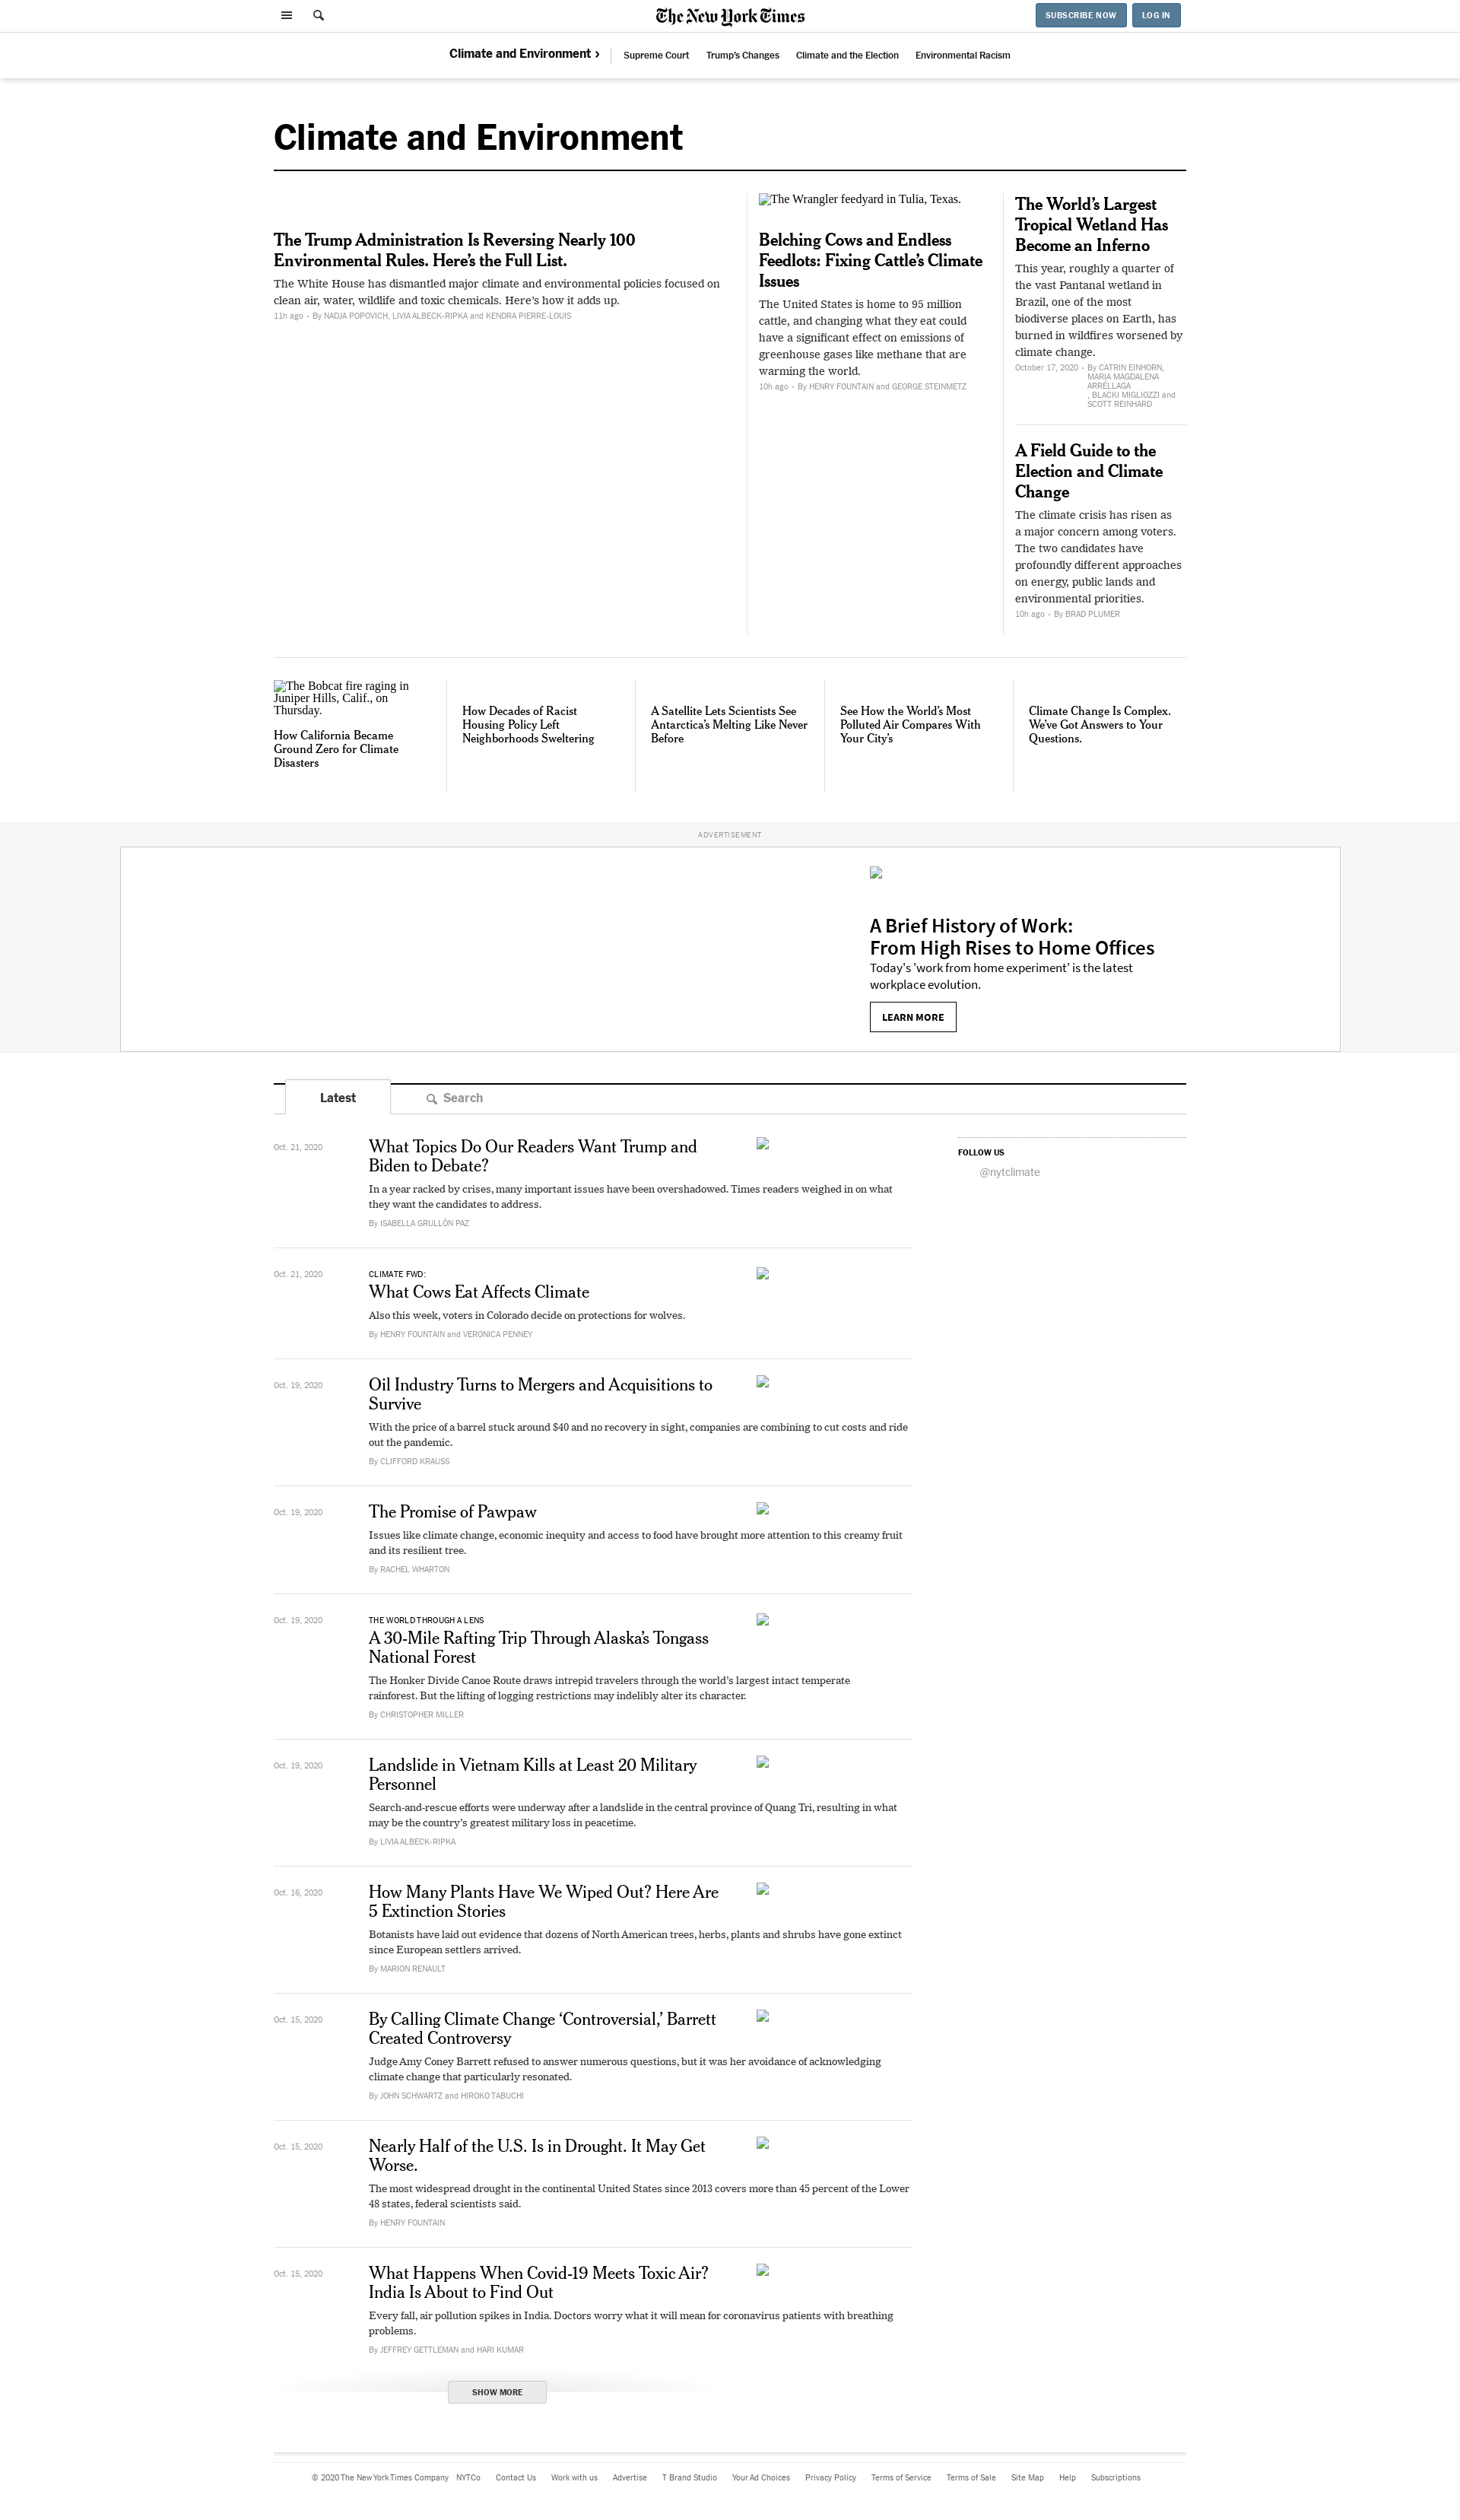 The New York Times
SUBSCRIBE NOW
LOG IN
Climate and Environment ›
Supreme Court
Trump's Changes
Climate and the Election
Environmental Racism
Climate and Environment
The Trump Administration Is Reversing Nearly 100
Environmental Rules. Here's the Full List.
The White House has dismantled major climate and environmental policies focused on
clean air, water, wildlife and toxic chemicals. Here's how it adds up.
11h ago • By NADJA POPOVICH, LIVIA ALBECK-RIPKA and KENDRA PIERRE-LOUIS
The Wrangler feedyard in Tulia, Texas.
Belching Cows and Endless
Feedlots: Fixing Cattle's Climate
Issues
The United States is home to 95 million
cattle, and changing what they eat could
have a significant effect on emissions of
greenhouse gases like methane that are
warming the world.
10h ago • By HENRY FOUNTAIN and GEORGE STEINMETZ
The World's Largest
Tropical Wetland Has
Become an Inferno
This year, roughly a quarter of
the vast Pantanal wetland in
Brazil, one of the most
biodiverse places on Earth, has
burned in wildfires worsened by
climate change.
October 17, 2020 • By CATRIN EINHORN,
MARIA MAGDALENA
ARRÉLLAGA
, BLACKI MIGLIOZZI and
SCOTT REINHARD
A Field Guide to the
Election and Climate
Change
The climate crisis has risen as
a major concern among voters.
The two candidates have
profoundly different approaches
on energy, public lands and
environmental priorities.
10h ago • By BRAD PLUMER
The Bobcat fire raging in
Juniper Hills, Calif., on
Thursday.
How California Became
Ground Zero for Climate
Disasters
How Decades of Racist
Housing Policy Left
Neighborhoods Sweltering
A Satellite Lets Scientists See
Antarctica's Melting Like Never
Before
See How the World's Most
Polluted Air Compares With
Your City's
Climate Change Is Complex.
We've Got Answers to Your
Questions.
ADVERTISEMENT
A Brief History of Work:
From High Rises to Home Offices
Today's 'work from home experiment' is the latest
workplace evolution.
LEARN MORE
Latest
Search
Oct. 21, 2020
What Topics Do Our Readers Want Trump and
Biden to Debate?
In a year racked by crises, many important issues have been overshadowed. Times readers weighed in on what
they want the candidates to address.
By ISABELLA GRULLÓN PAZ
FOLLOW US
@nytclimate
Oct. 21, 2020
CLIMATE FWD:
What Cows Eat Affects Climate
Also this week, voters in Colorado decide on protections for wolves.
By HENRY FOUNTAIN and VERONICA PENNEY
Oct. 19, 2020
Oil Industry Turns to Mergers and Acquisitions to
Survive
With the price of a barrel stuck around $40 and no recovery in sight, companies are combining to cut costs and ride
out the pandemic.
By CLIFFORD KRAUSS
Oct. 19, 2020
The Promise of Pawpaw
Issues like climate change, economic inequity and access to food have brought more attention to this creamy fruit
and its resilient tree.
By RACHEL WHARTON
Oct. 19, 2020
THE WORLD THROUGH A LENS
A 30-Mile Rafting Trip Through Alaska's Tongass
National Forest
The Honker Divide Canoe Route draws intrepid travelers through the world's largest intact temperate
rainforest. But the lifting of logging restrictions may indelibly alter its character.
By CHRISTOPHER MILLER
Oct. 19, 2020
Landslide in Vietnam Kills at Least 20 Military
Personnel
Search-and-rescue efforts were underway after a landslide in the central province of Quang Tri, resulting in what
may be the country's greatest military loss in peacetime.
By LIVIA ALBECK-RIPKA
Oct. 16, 2020
How Many Plants Have We Wiped Out? Here Are
5 Extinction Stories
Botanists have laid out evidence that dozens of North American trees, herbs, plants and shrubs have gone extinct
since European settlers arrived.
By MARION RENAULT
Oct. 15, 2020
By Calling Climate Change ‘Controversial,’ Barrett
Created Controversy
Judge Amy Coney Barrett refused to answer numerous questions, but it was her avoidance of acknowledging
climate change that particularly resonated.
By JOHN SCHWARTZ and HIROKO TABUCHI
Oct. 15, 2020
Nearly Half of the U.S. Is in Drought. It May Get
Worse.
The most widespread drought in the continental United States since 2013 covers more than 45 percent of the Lower
48 states, federal scientists said.
By HENRY FOUNTAIN
Oct. 15, 2020
What Happens When Covid-19 Meets Toxic Air?
India Is About to Find Out
Every fall, air pollution spikes in India. Doctors worry what it will mean for coronavirus patients with breathing
problems.
By JEFFREY GETTLEMAN and HARI KUMAR
SHOW MORE
© 2020 The New York Times Company NYTCo Contact Us Work with us Advertise T Brand Studio Your Ad Choices Privacy Policy Terms of Service Terms of Sale Site Map Help Subscriptions